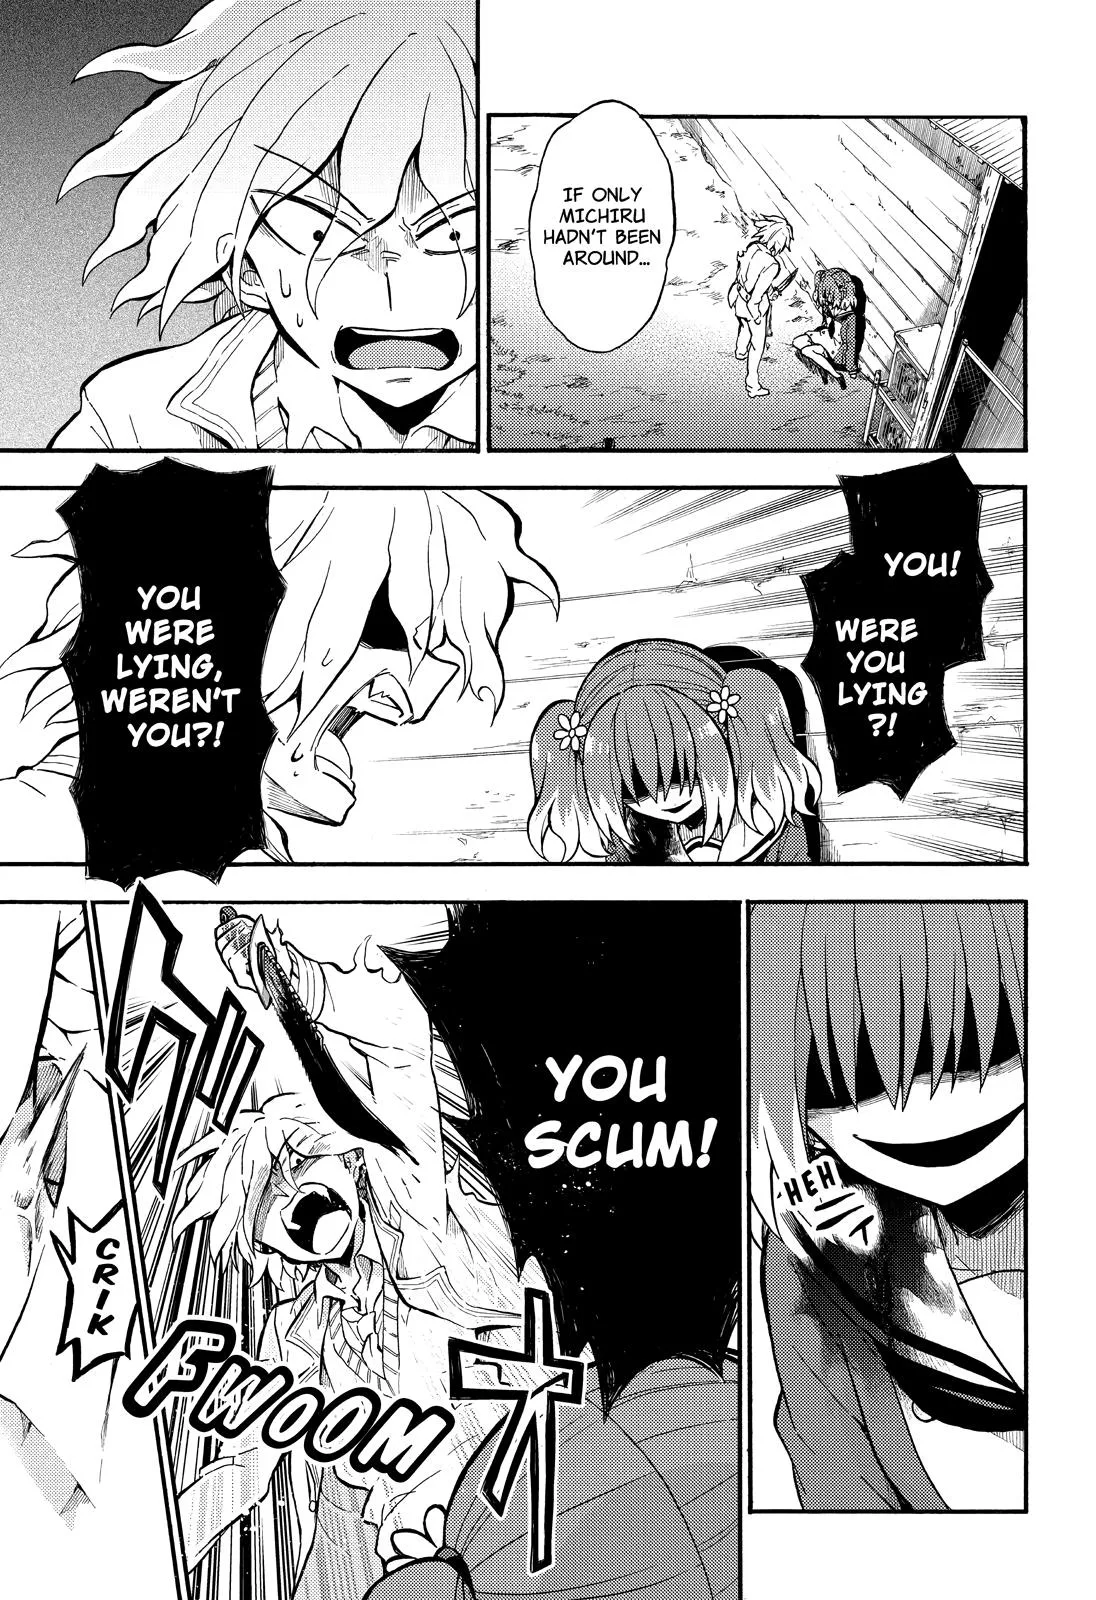 IF ONLY
MICHIRU
HADN'T BEEN
AROUND...
YOU!
WERE
YOU
LYING
?!
YOU
WERE
LYING,
WEREN'T
YOU?!
HEH
YOU
SCUM!
FWOOM
CRIK